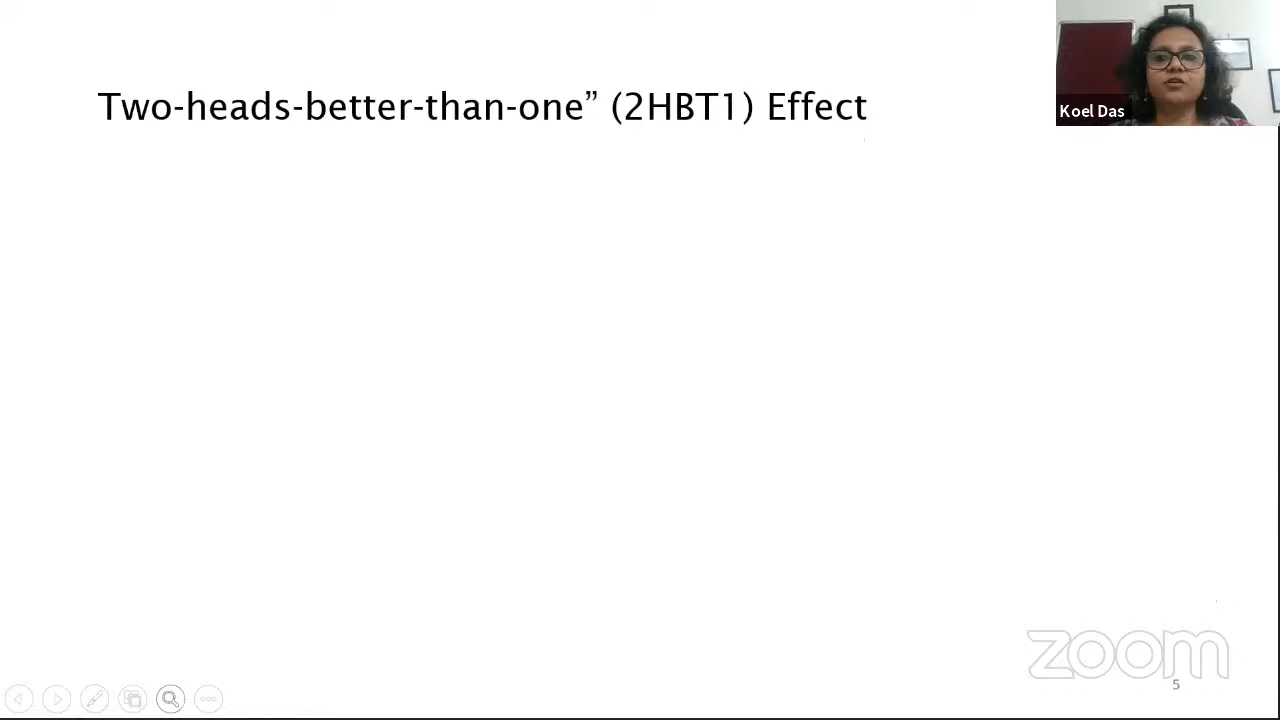 Two-heads-better-than-one” (2HBT1) Effect
Koel Das
zoom
5